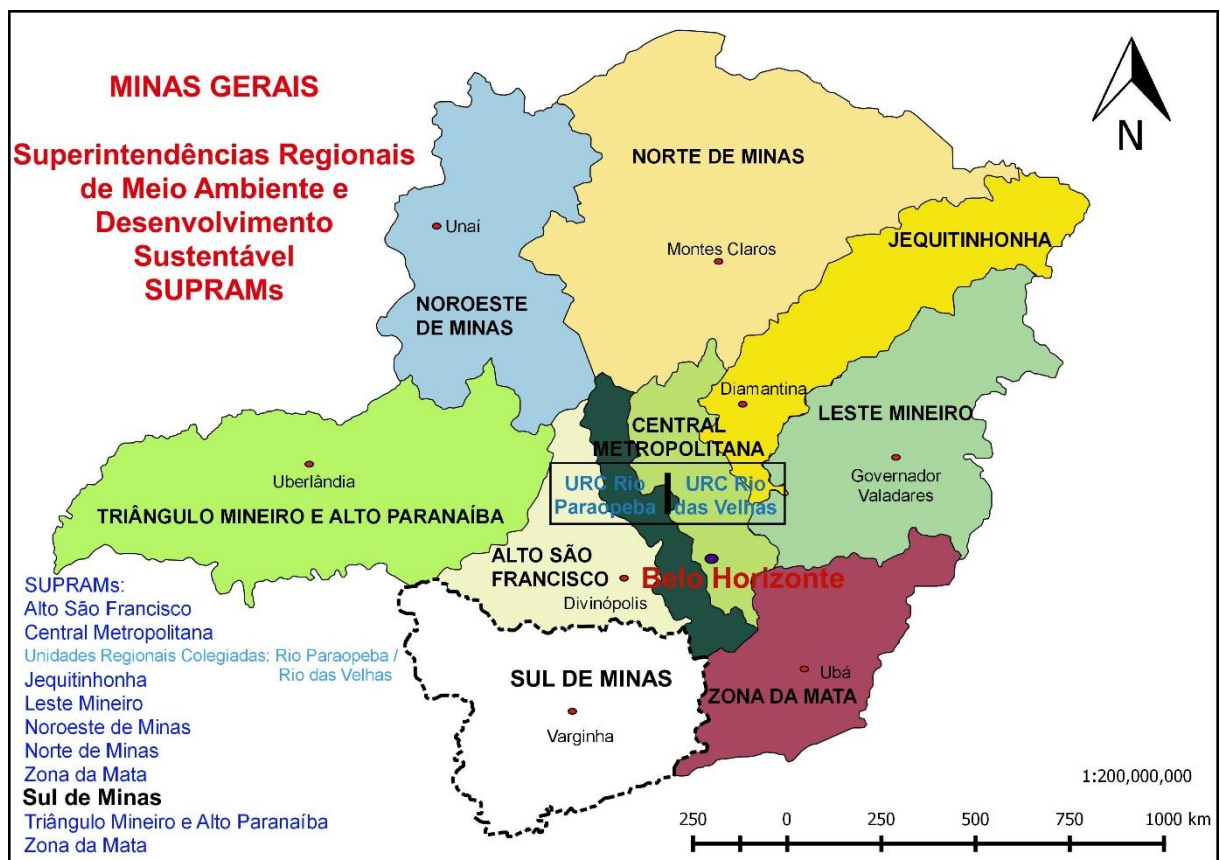 MINAS GERAIS
Superintendências Regionais
de Meio Ambiente e
Desenvolvimento
Sustentável
SUPRAMs
N
NORTE DE MINAS
Unaí
JEQUITINHONHA
Montes Claros
NOROESTE
DE MINAS
Diamantina
LESTE MINEIRO
CENTRAL
METROPOLITANA
Uberlândia
Governador
Valadares
URC Rio
Paraopeba
URC Rio
das Velhas
TRIÂNGULO MINEIRO E ALTO PARANAÍBA
ALTO SÃO
FRANCISCO
Belo Horizonte
Divinópolis
SUL DE MINAS
Ubá
ZONA DA MATA
Varginha
SUPRAMs:
Alto São Francisco
Central Metropolitana
Unidades Regionais Colegiadas: Rio Paraopeba /
Rio das Velhas
Jequitinhonha
Leste Mineiro
Noroeste de Minas
Norte de Minas
Zona da Mata
Sul de Minas
Triângulo Mineiro e Alto Paranaíba
Zona da Mata
1:200,000,000
250 0 250 500 750 1000 km